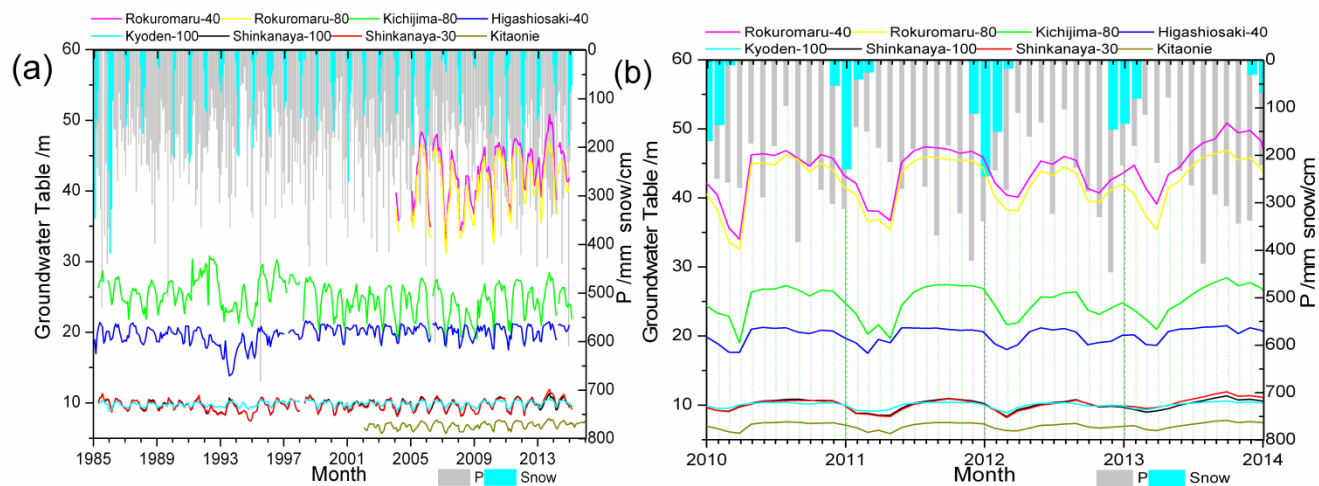 Rokuromaru-40 Rokuromaru-80 Kichijima-80 Higashiosaki-40
Kyoden-100 Shinkanaya-100 Shinkanaya-30 Kitaonie
(a)
Groundwater Table /m
60
50
40
30
20
10
0
100
200
300
400
500
600
700
800
P /mm snow/cm
1985 1989 1993 1997 2001 2005 2009 2013
Month
P Snow
Rokuromaru-40 Rokuromaru-80 Kichijima-80 Higashiosaki-40
Kyoden-100 Shinkanaya-100 Shinkanaya-30 Kitaonie
(b)
Groundwater Table /m
60
50
40
30
20
10
0
100
200
300
400
500
600
700
800
P /mm snow/cm
2010 2011 2012 2013 2014
Month
P Snow